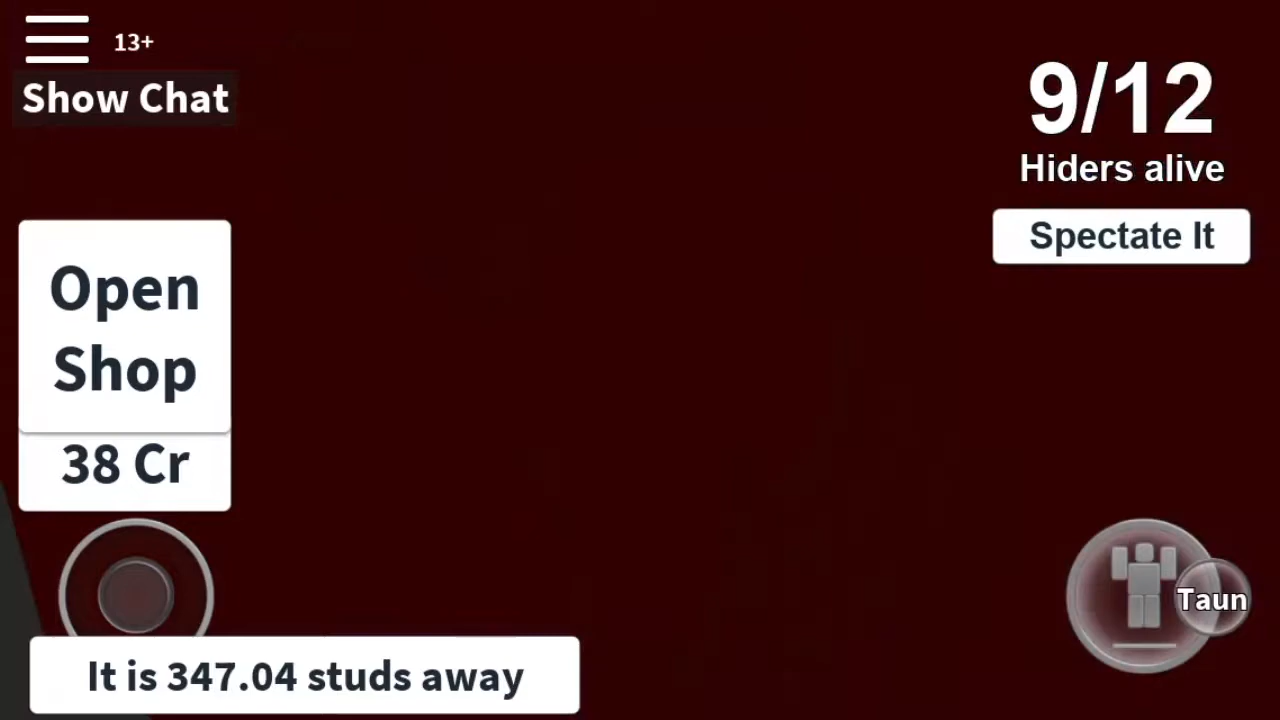 13+
Show Chat
9/12
Hiders alive
Spectate It
Open
Shop
38 Cr
Taun
It is 347.04 studs away